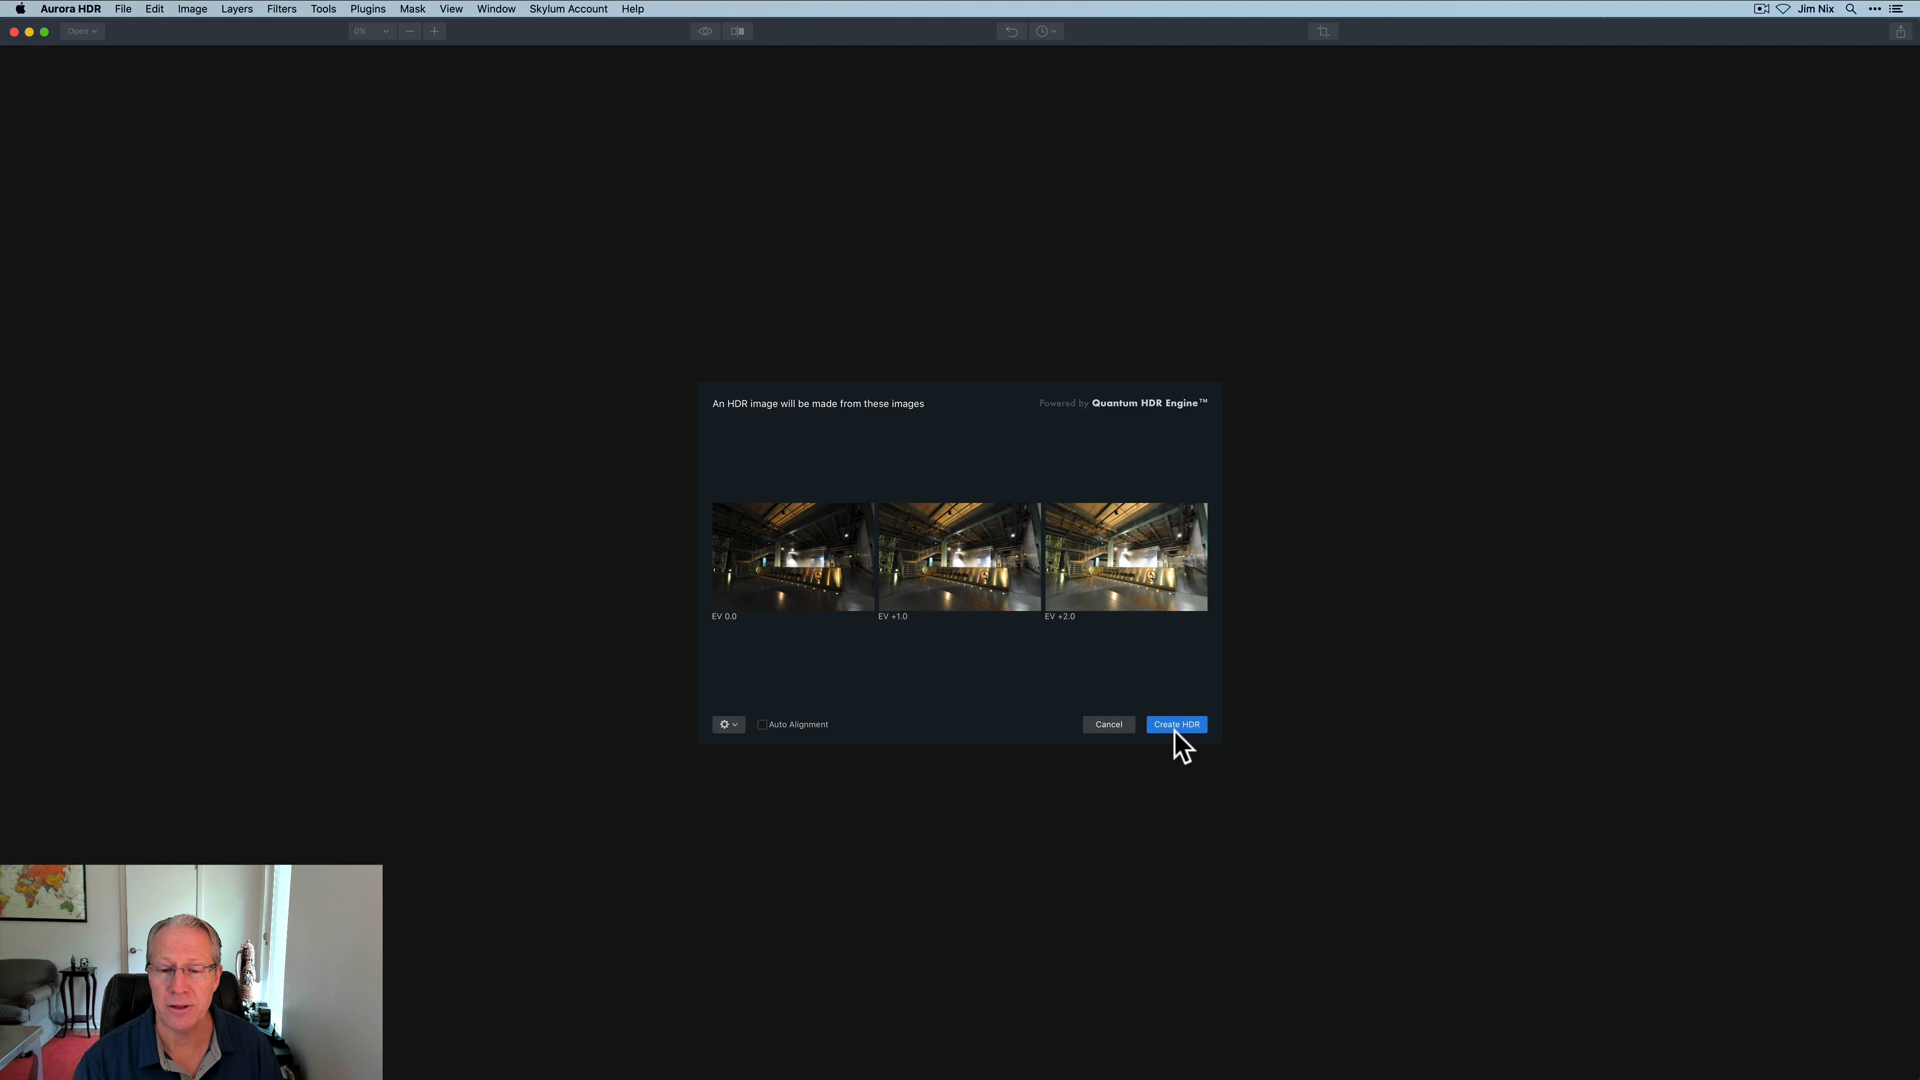 Aurora HDR File Edit Image Layers Filters Tools Plugins Mask View Window Skylum Account Help Jim Nix
Open 0%
An HDR image will be made from these images Powered by Quantum HDR Engine™
EV 0.0 EV +1.0 EV +2.0
Auto Alignment Cancel Create HDR